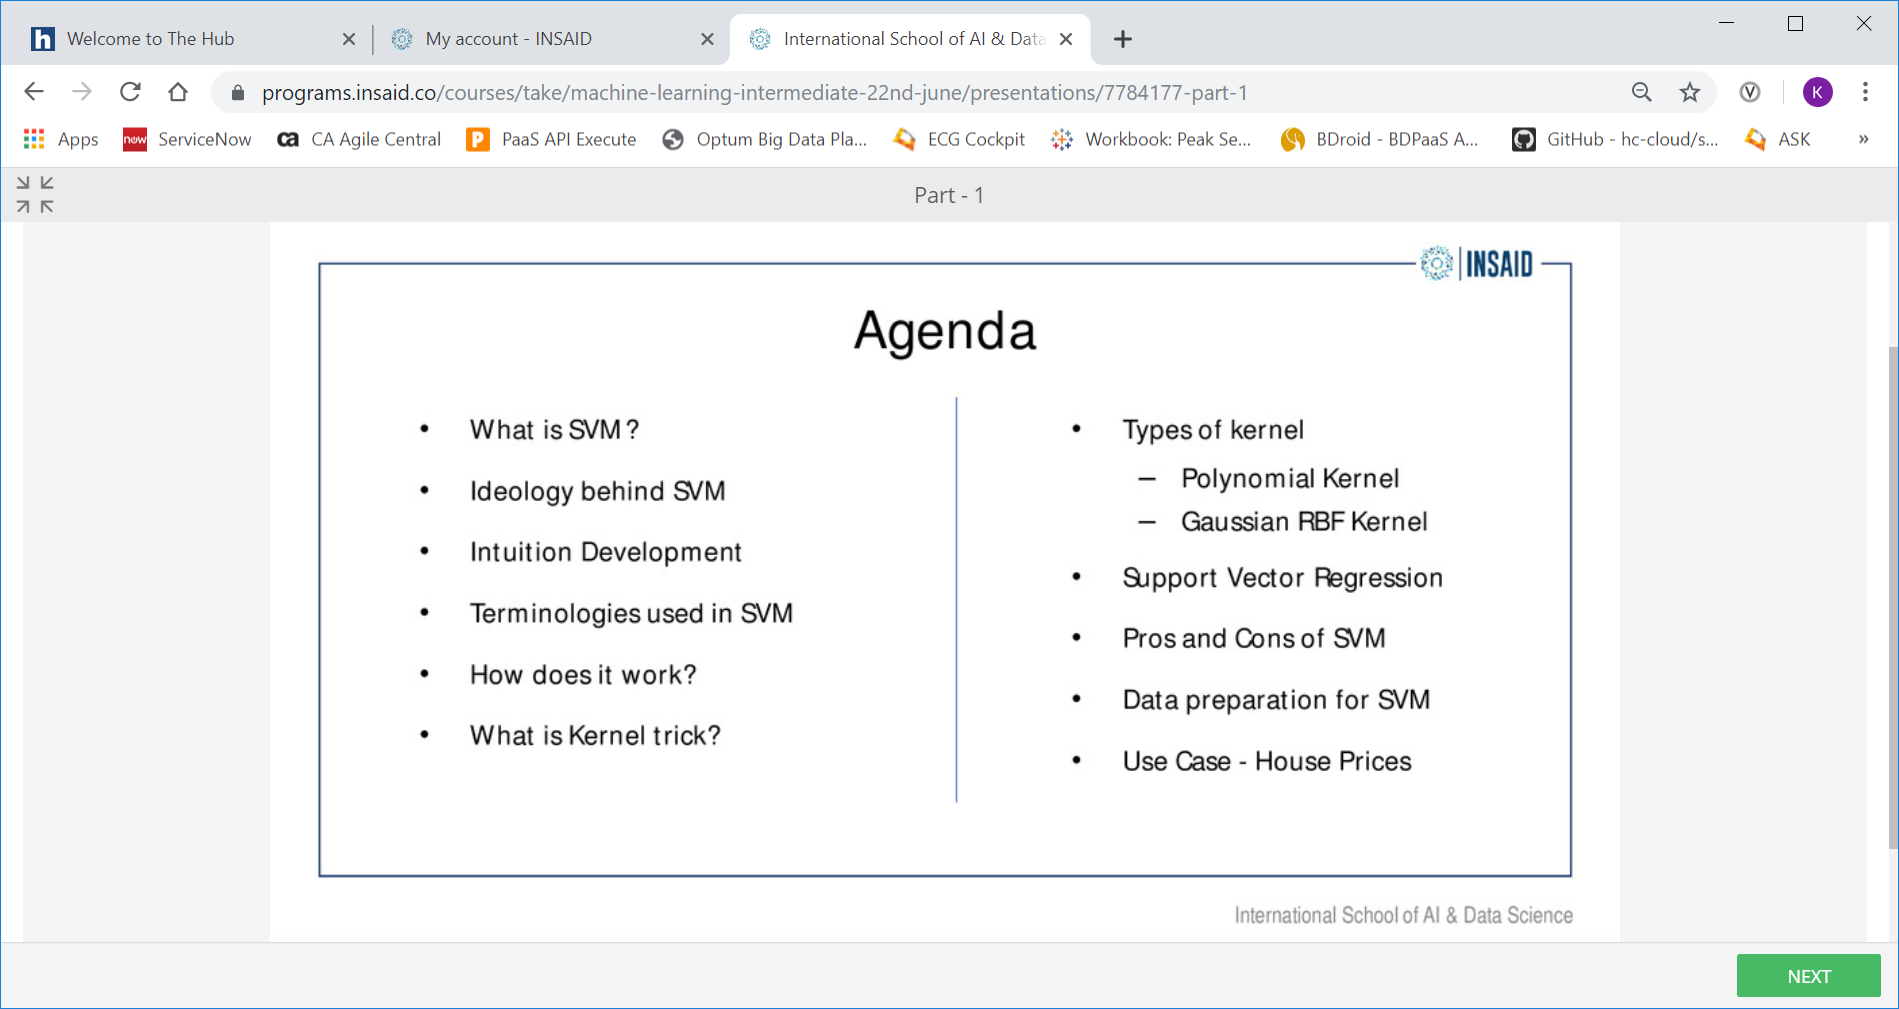 h Welcome to The Hub
My account - INSAID
International School of AI & Data
programs.insaid.co/courses/take/machine-learning-intermediate-22nd-june/presentations/7784177-part-1
V
K
Apps
now ServiceNow
ca CA Agile Central
P PaaS API Execute
Optum Big Data Pla...
ECG Cockpit
Workbook: Peak Se...
BDroid - BDPaaS A...
GitHub - hc-cloud/s...
ASK
»
Part - 1
INSAID
Agenda
• What is SVM?
• Ideology behind SVM
• Intuition Development
• Terminologies used in SVM
• How does it work?
• What is Kernel trick?
• Types of kernel
– Polynomial Kernel
– Gaussian RBF Kernel
• Support Vector Regression
• Pros and Cons of SVM
• Data preparation for SVM
• Use Case - House Prices
International School of AI & Data Science
NEXT